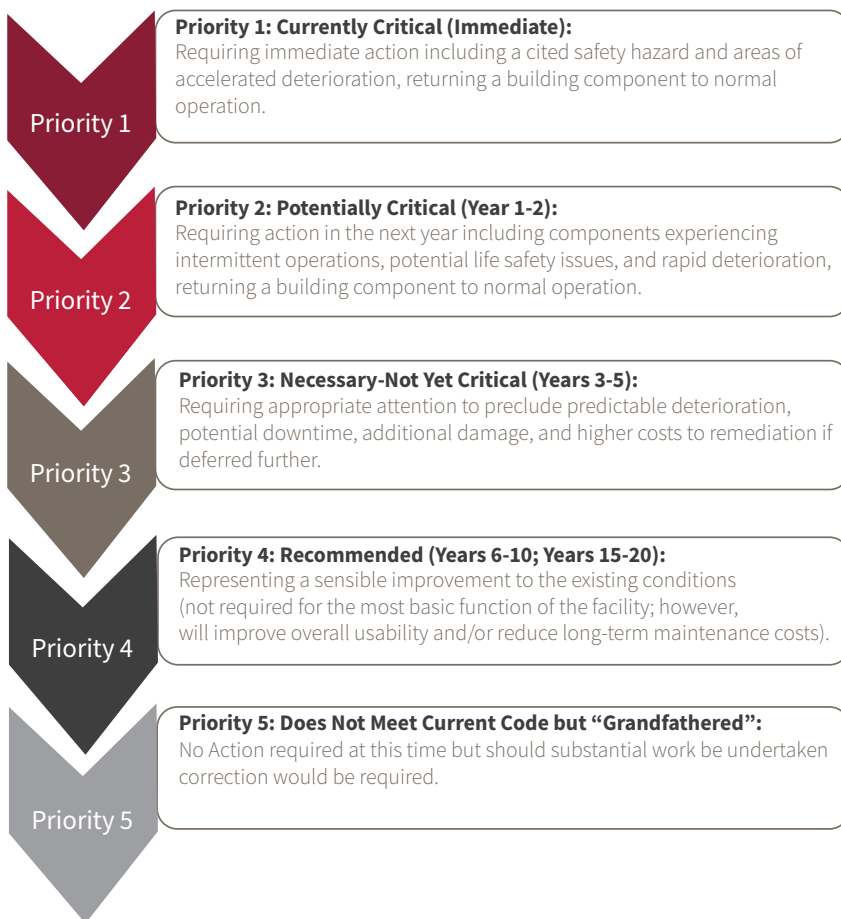 Priority 1
Priority 1: Currently Critical (Immediate):
Requiring immediate action including a cited safety hazard and areas of
accelerated deterioration, returning a building component to normal
operation.
Priority 2
Priority 2: Potentially Critical (Year 1-2):
Requiring action in the next year including components experiencing
intermittent operations, potential life safety issues, and rapid deterioration,
returning a building component to normal operation.
Priority 3
Priority 3: Necessary-Not Yet Critical (Years 3-5):
Requiring appropriate attention to preclude predictable deterioration,
potential downtime, additional damage, and higher costs to remediation if
deferred further.
Priority 4
Priority 4: Recommended (Years 6-10; Years 15-20):
Representing a sensible improvement to the existing conditions
(not required for the most basic function of the facility; however,
will improve overall usability and/or reduce long-term maintenance costs).
Priority 5
Priority 5: Does Not Meet Current Code but “Grandfathered”:
No Action required at this time but should substantial work be undertaken
correction would be required.